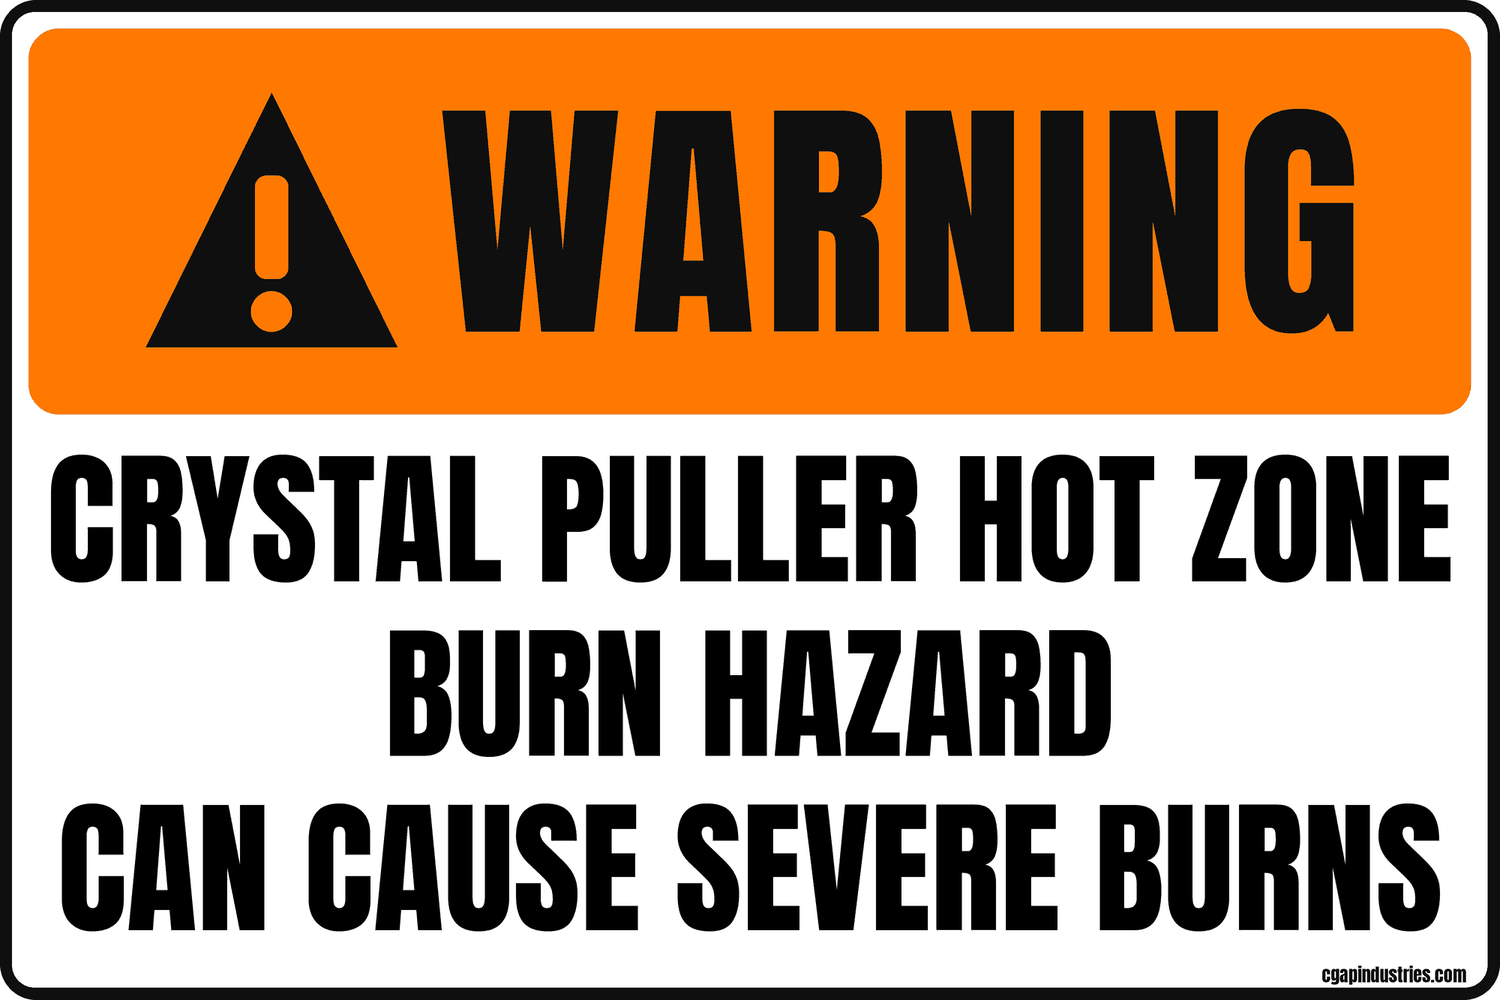 WARNING
CRYSTAL PULLER HOT ZONE
BURN HAZARD
CAN CAUSE SEVERE BURNS
cgapindustries.com